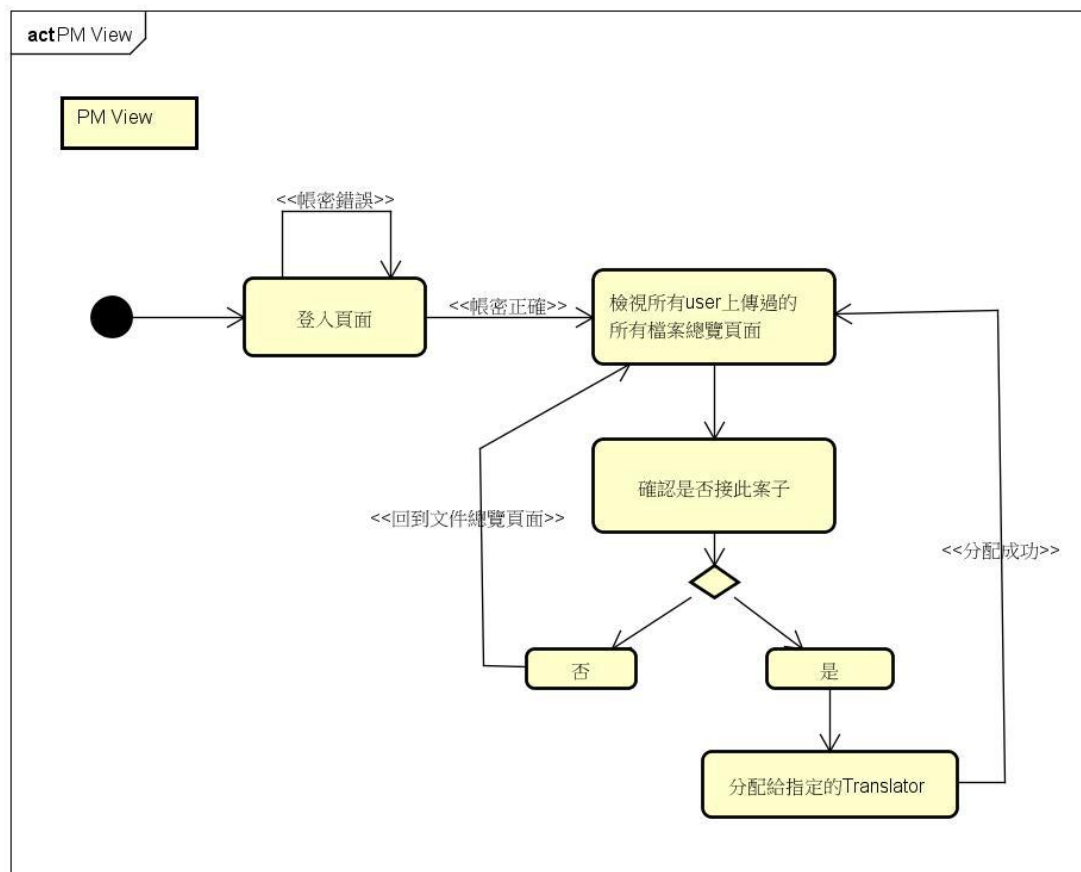 act PM View
PM View
<<帳密錯誤>>
登入頁面
<<帳密正確>>
檢視所有user上傳過的
所有檔案總覽頁面
確認是否接此案子
<<回到文件總覽頁面>>
<<分配成功>>
否
是
分配給指定的Translator